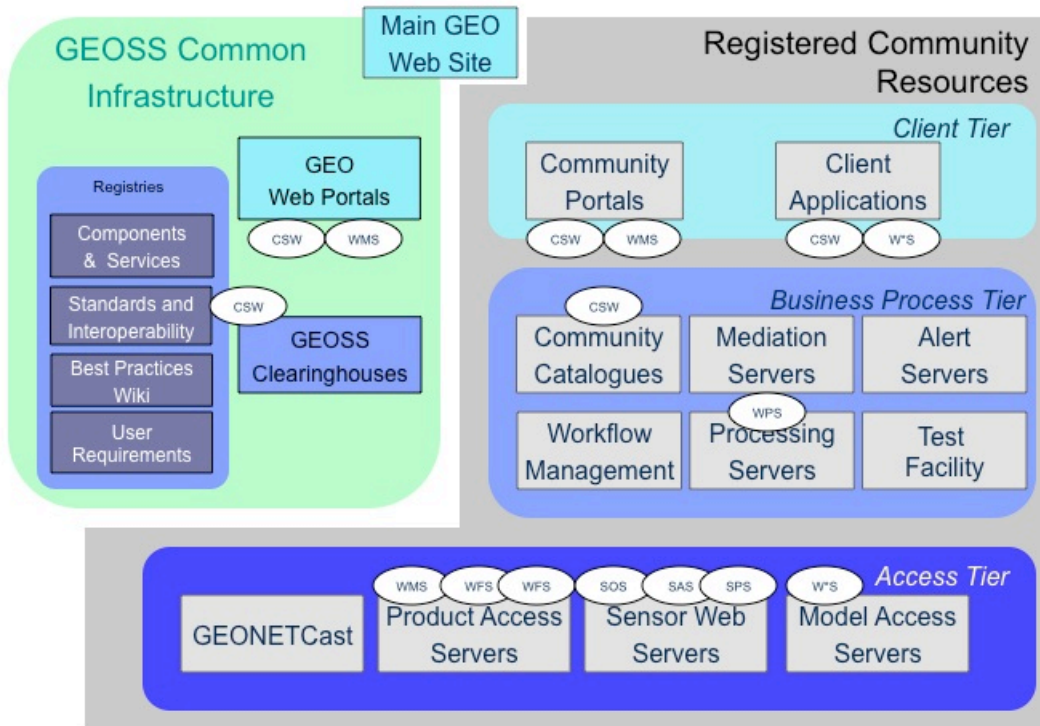 GEOSS Common
Infrastructure
Main GEO
Web Site
Registered Community
Resources
Registries
Components
& Services
Standards and
Interoperability
Best Practices
Wiki
User
Requirements
GEO
Web Portals
CSW
WMS
CSW
GEOSS
Clearinghouses
Client Tier
Community
Portals
CSW
WMS
Client
Applications
CSW
W*S
Business Process Tier
CSW
Community
Catalogues
Mediation
Servers
Alert
Servers
Workflow
Management
WPS
Processing
Servers
Test
Facility
Access Tier
GEONETCast
WMS
WFS
WFS
Product Access
Servers
SOS
SAS
SPS
Sensor Web
Servers
W*S
Model Access
Servers